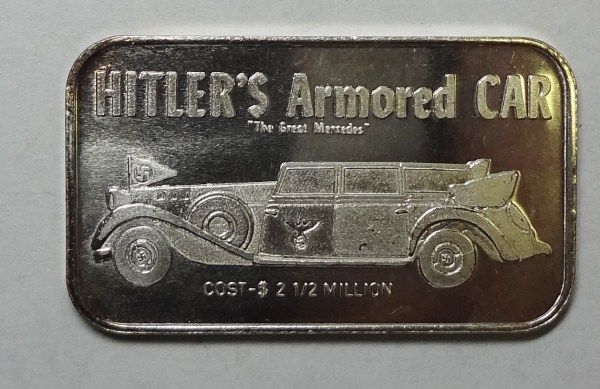 HITLER'S Armored CAR
"The Great Mercedes"
COST-$ 2 1/2 MILLION